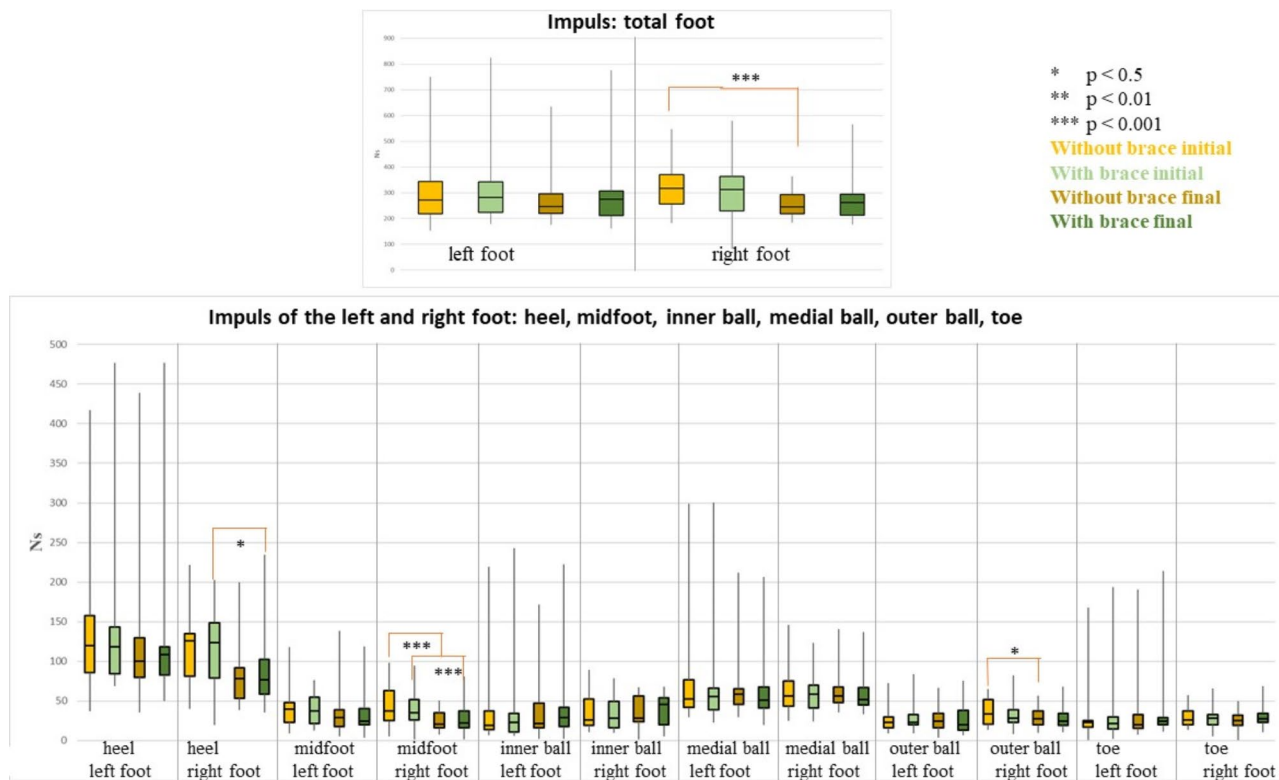 Impuls: total foot
900
800
700
600
500
400
300
200
100
0
Ns
***
left foot right foot
* p < 0.5
** p < 0.01
*** p < 0.001
Without brace initial
With brace initial
Without brace final
With brace final
Impuls of the left and right foot: heel, midfoot, inner ball, medial ball, outer ball, toe
500
450
400
350
300
250
200
150
100
50
0
Ns
*
***
***
*
heel heel midfoot midfoot inner ball inner ball medial ball medial ball outer ball outer ball toe toe
left foot right foot left foot right foot left foot right foot left foot right foot left foot right foot left foot right foot